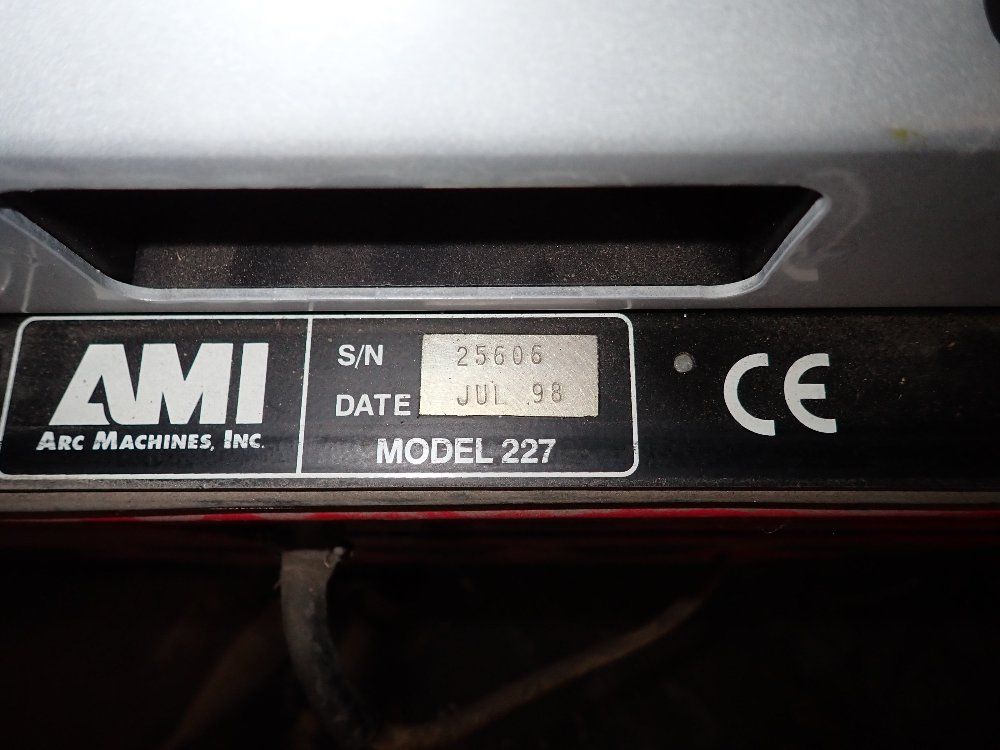 AMI
ARC MACHINES, INC.
S/N 25606
DATE JUL 98
MODEL 227
CE